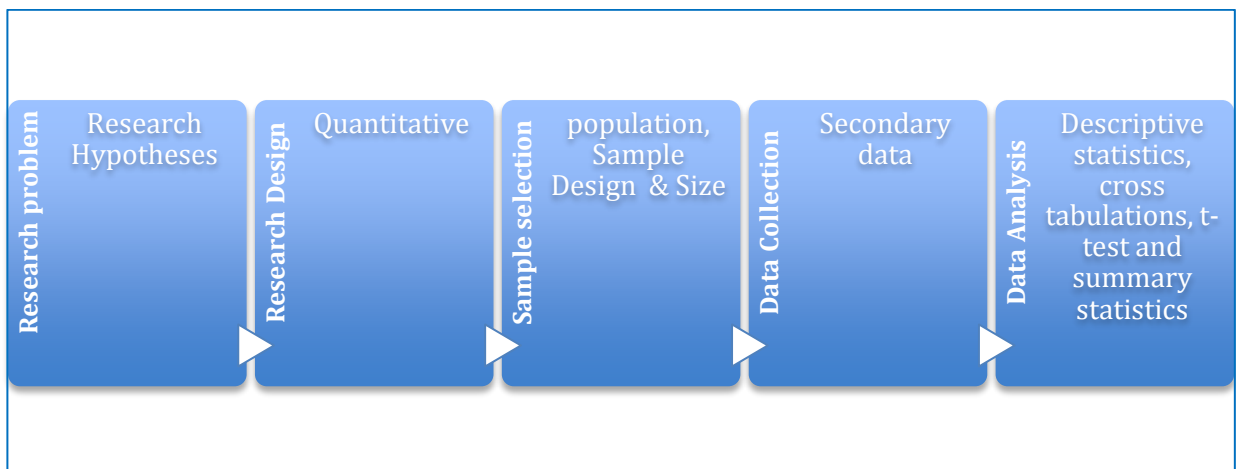 Research problem
Research
Hypotheses
Research Design
Quantitative
Sample selection
population,
Sample
Design & Size
Data Collection
Secondary
data
Data Analysis
Descriptive
statistics,
cross
tabulations, t-
test and
summary
statistics